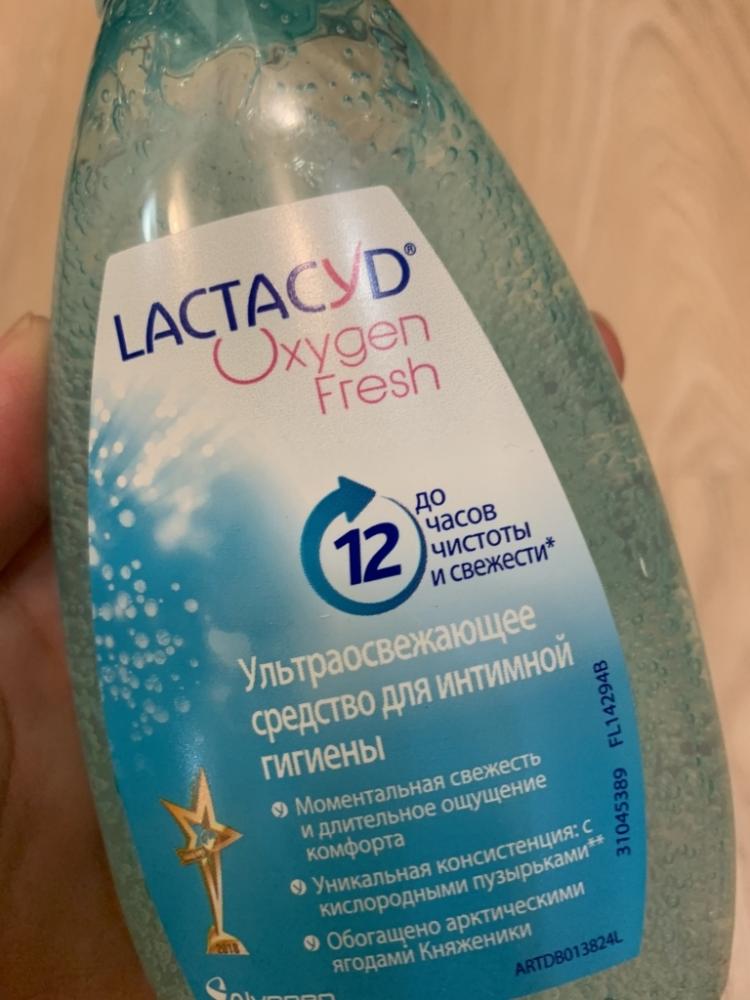 LACTACYD®
Oxygen
Fresh
12
до
часов
чистоты
и свежести*
Ультраосвежающее
средство для интимной
гигиены
Моментальная свежесть
и длительное ощущение
комфорта
Уникальная консистенция: с
кислородными пузырьками**
Обогащено арктическими
ягодами Княженики
31045389 FL14294B
ARTDB013824L
2018